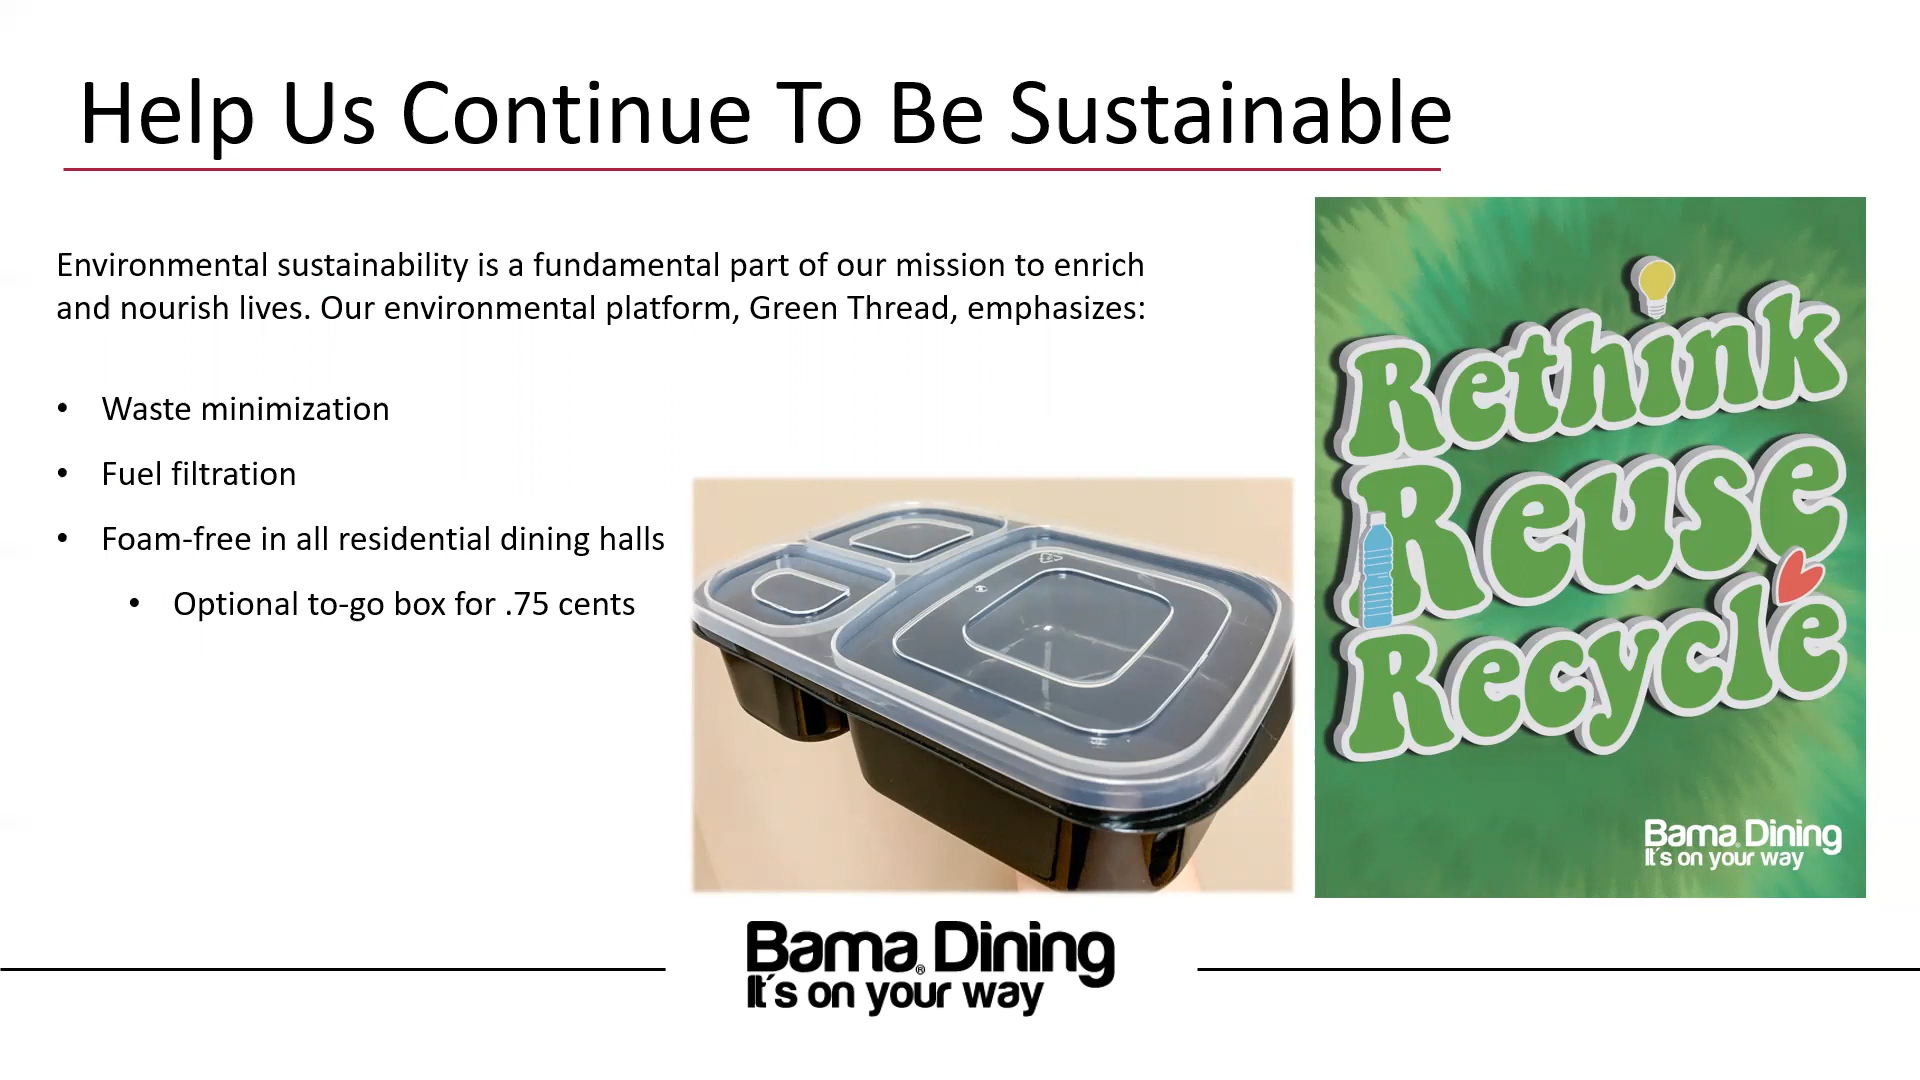 Help Us Continue To Be Sustainable
Environmental sustainability is a fundamental part of our mission to enrich
and nourish lives. Our environmental platform, Green Thread, emphasizes:
• Waste minimization
• Fuel filtration
• Foam-free in all residential dining halls
• Optional to-go box for .75 cents
Rethink
Reuse
Recycle
Bama Dining
It's on your way
Bama® Dining
It's on your way